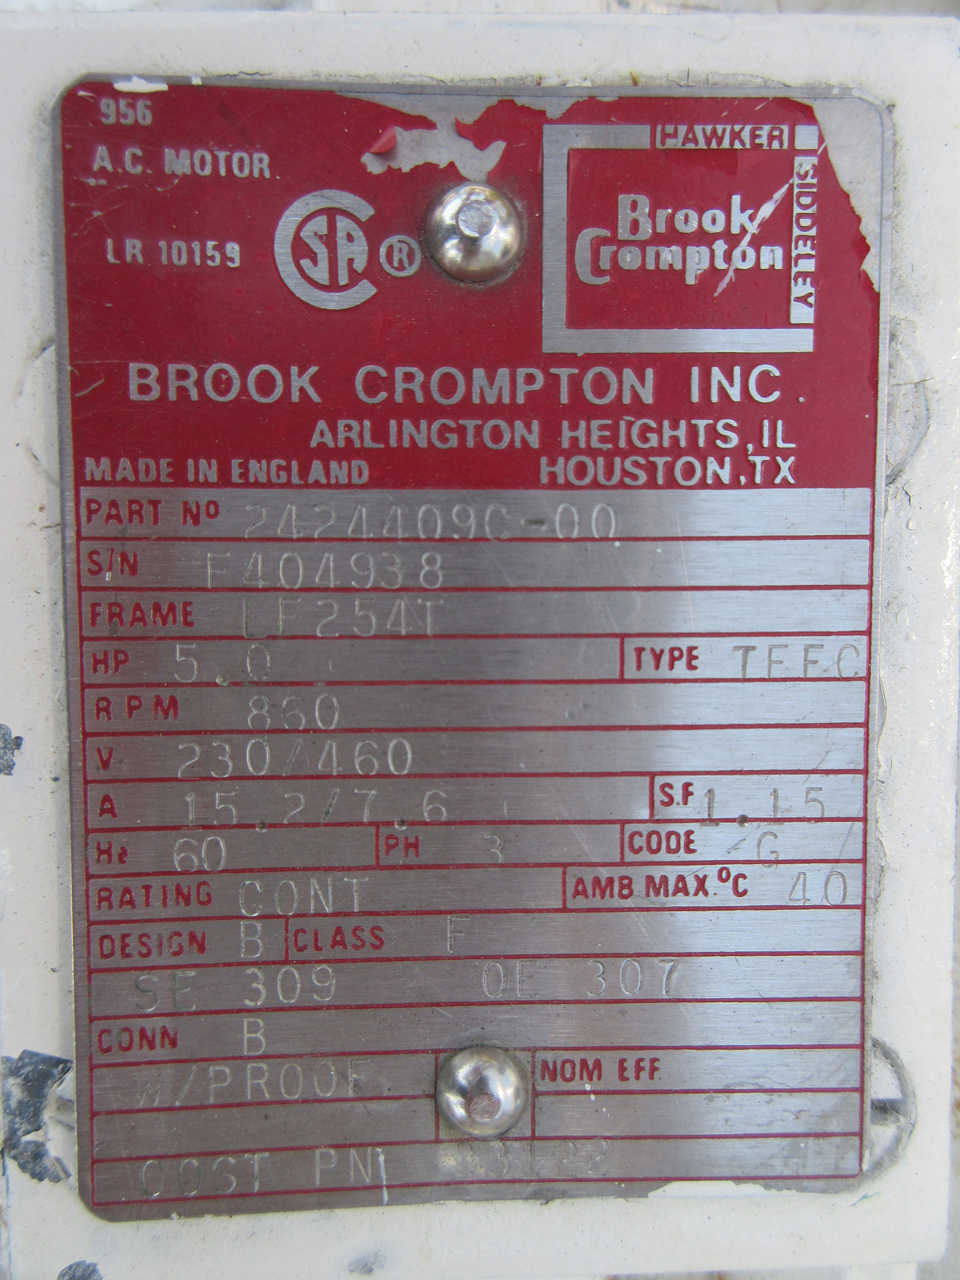 956
A.C. MOTOR
LR 10159
CSA ®
HAWKER
SIDDELEY
Brook
Crompton
BROOK CROMPTON INC.
ARLINGTON HEIGHTS, IL
MADE IN ENGLAND HOUSTON, TX
PART Nº 2424409C-00
S/N F404938
FRAME LF254T
HP 5.0 TYPE TEFC
RPM 860
V 230/460
A 15.2/7.6 S.F 1.15
Hz 60 PH 3 CODE G
RATING CONT AMB MAX.ºC 40
DESIGN B CLASS F
SE 309 OE 307
CONN B
W/PROOF NOM EFF
COST PN